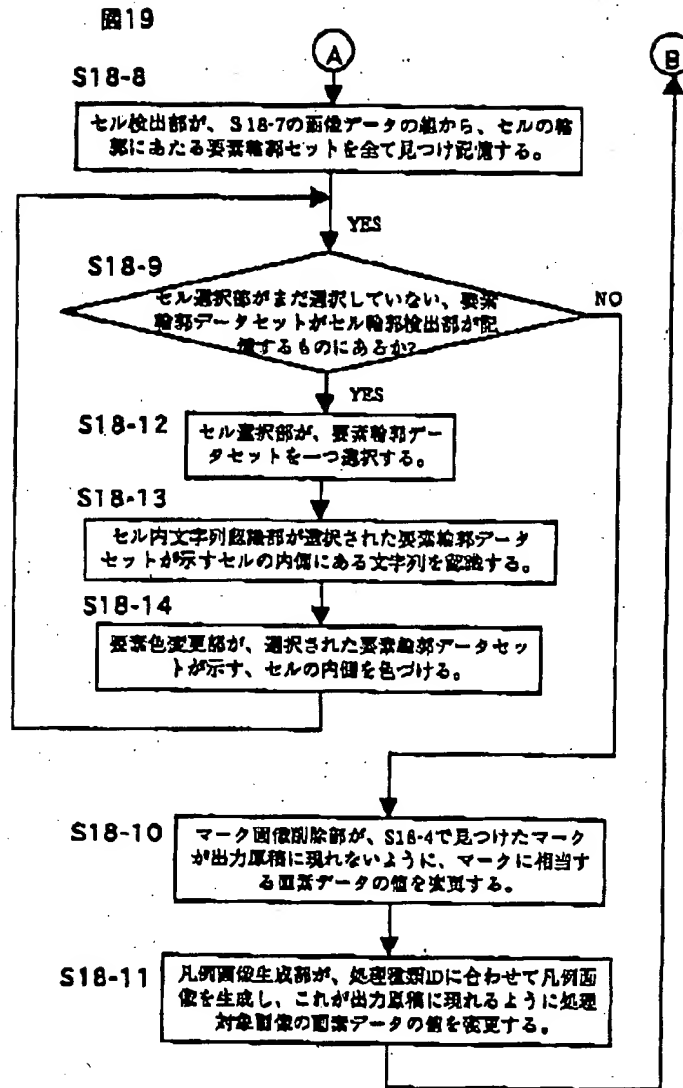 図19
A
B
S18-8
セル検出部が、S18-7の画像データの組から、セルの輪
郭にあたる要素輪郭セットを全て見つけ記憶する。
YES
S18-9
セル選択部がまだ選択していない、要素
輪郭データセットがセル輪郭検出部が記
憶するものにあるか?
NO
YES
S18-12
セル選択部が、要素輪郭デー
タセットを一つ選択する。
S18-13
セル内文字列認識部が選択された要素輪郭データ
セットが示すセルの内側にある文字列を認識する。
S18-14
要素色変更部が、選択された要素輪郭データセッ
トが示す、セルの内側を色づける。
S18-10
マーク画像削除部が、S18-4で見つけたマーク
が出力原稿に現れないように、マークに相当す
る画素データの値を変更する。
S18-11
凡例画像生成部が、処理種類IDに合わせて凡例画
像を生成し、これが出力原稿に現れるように処理
対象画像の画素データの値を変更する。